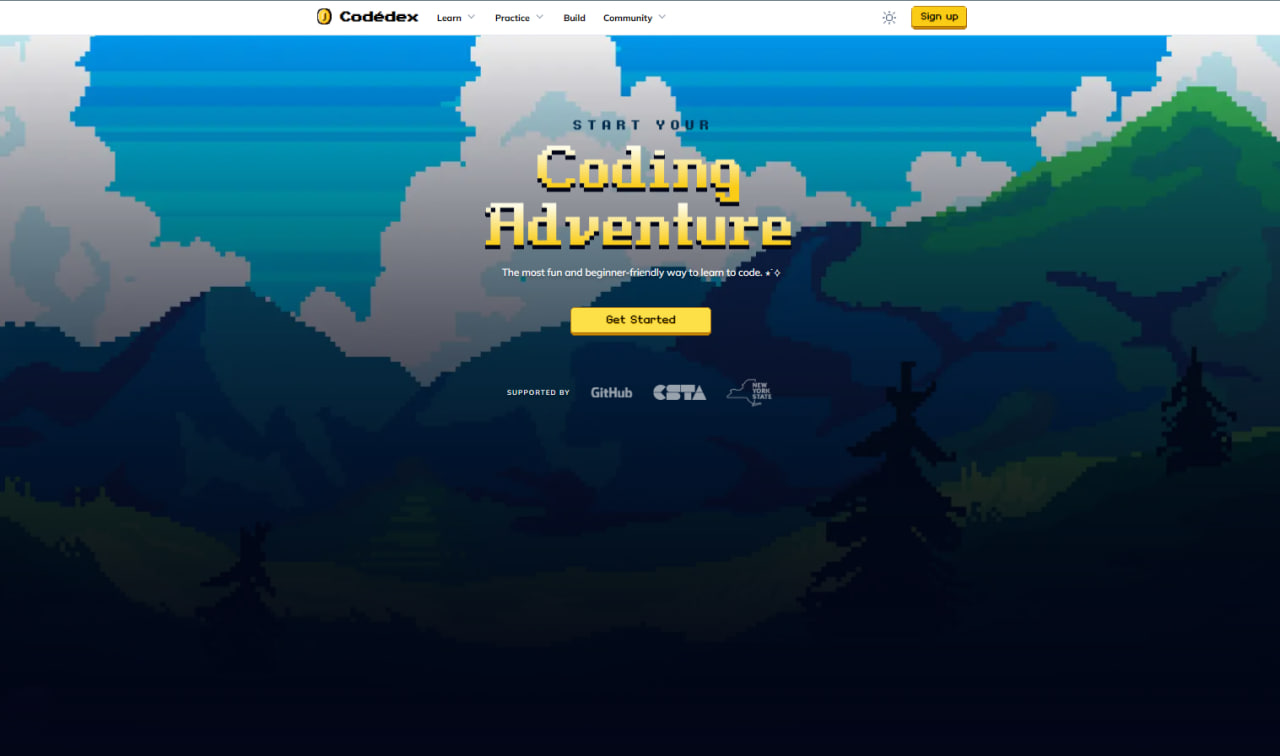 Codédex
Learn
Practice
Build
Community
Sign up
START YOUR
Coding
Adventure
The most fun and beginner-friendly way to learn to code. ⋆˙⟡
Get Started
SUPPORTED BY
GitHub
CSTA
NEW
YORK
STATE